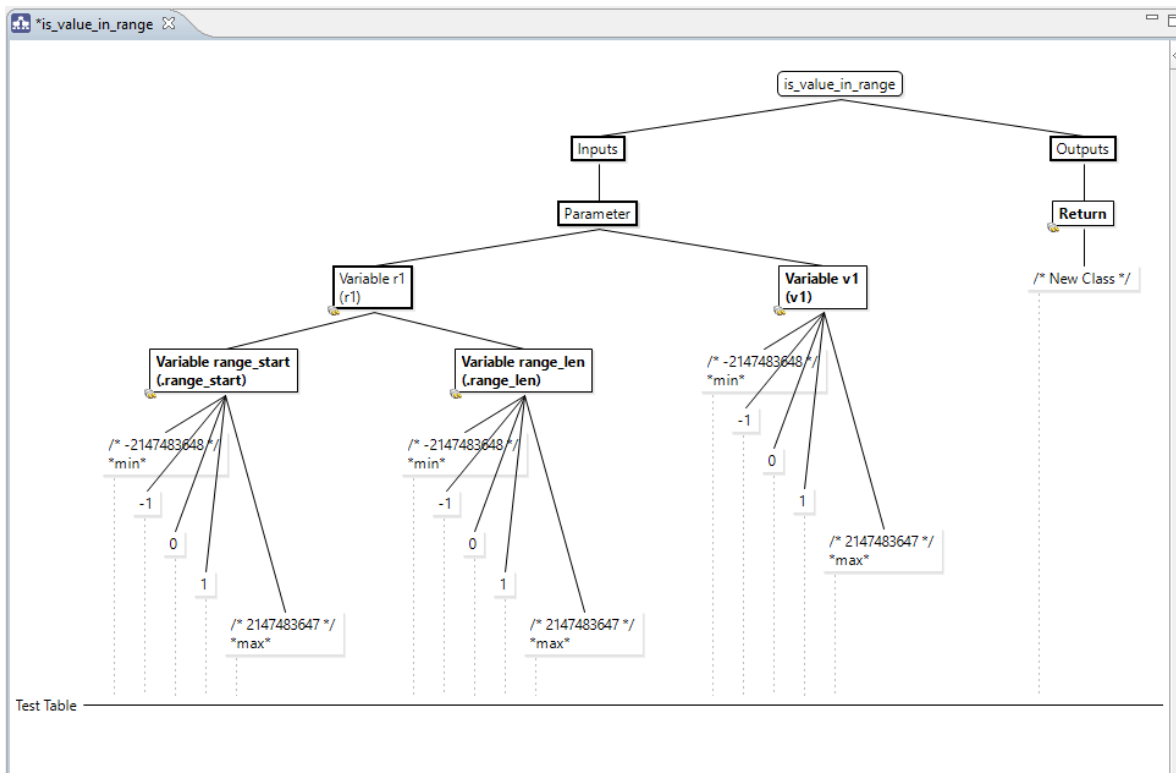 *is_value_in_range
is_value_in_range
Inputs
Outputs
Parameter
Return
Variable r1
(r1)
Variable v1
(v1)
/* New Class */
Variable range_start
(.range_start)
Variable range_len
(.range_len)
/* -2147483648 */
*min*
-1
0
1
/* 2147483647 */
*max*
/* -2147483648 */
*min*
-1
0
1
/* 2147483647 */
*max*
/* -2147483648 */
*min*
-1
0
1
/* 2147483647 */
*max*
Test Table